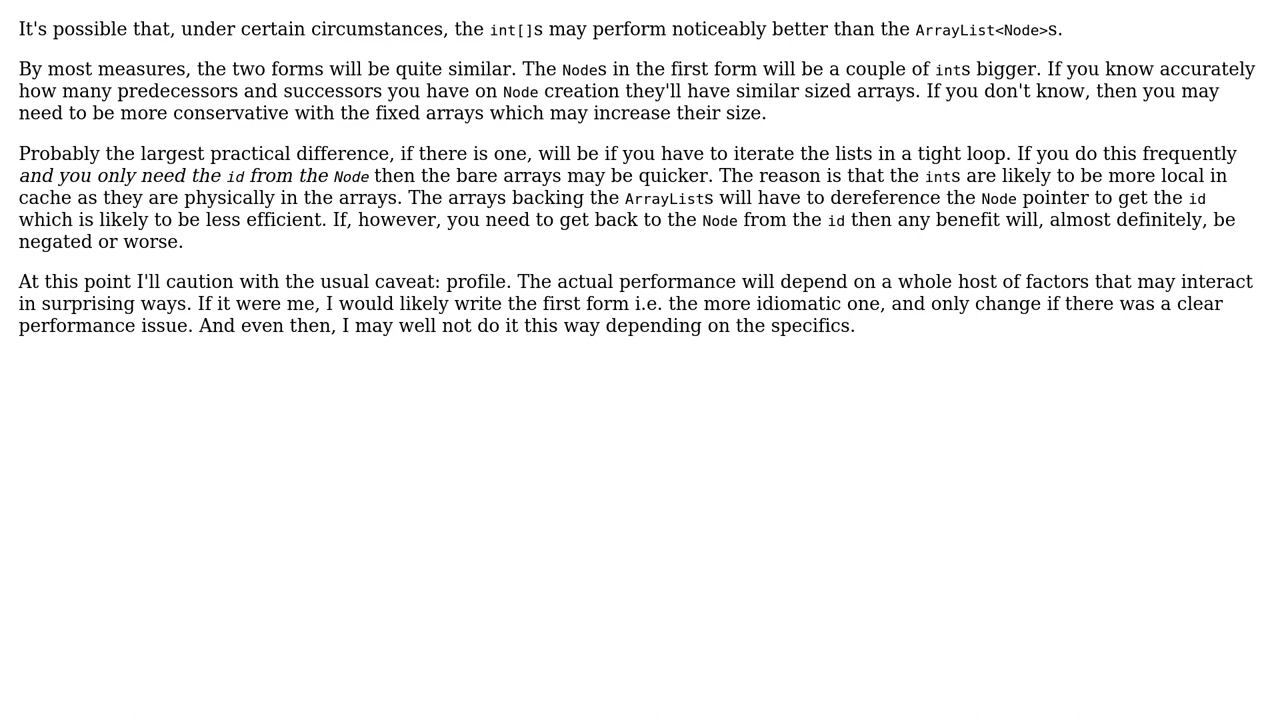 It's possible that, under certain circumstances, the int[]s may perform noticeably better than the ArrayList<Node>s.
By most measures, the two forms will be quite similar. The Nodes in the first form will be a couple of ints bigger. If you know accurately
how many predecessors and successors you have on Node creation they'll have similar sized arrays. If you don't know, then you may
need to be more conservative with the fixed arrays which may increase their size.
Probably the largest practical difference, if there is one, will be if you have to iterate the lists in a tight loop. If you do this frequently
and you only need the id from the Node then the bare arrays may be quicker. The reason is that the ints are likely to be more local in
cache as they are physically in the arrays. The arrays backing the ArrayLists will have to dereference the Node pointer to get the id
which is likely to be less efficient. If, however, you need to get back to the Node from the id then any benefit will, almost definitely, be
negated or worse.
At this point I'll caution with the usual caveat: profile. The actual performance will depend on a whole host of factors that may interact
in surprising ways. If it were me, I would likely write the first form i.e. the more idiomatic one, and only change if there was a clear
performance issue. And even then, I may well not do it this way depending on the specifics.